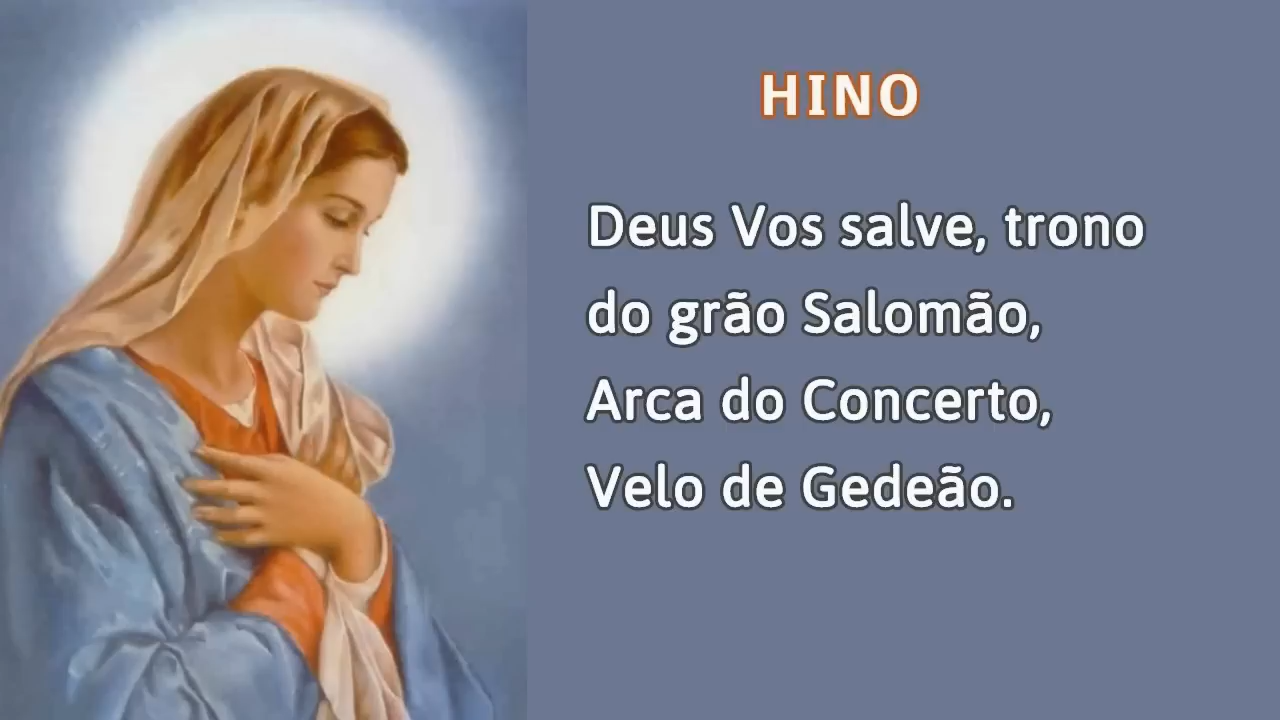 HINO
Deus Vos salve, trono
do grão Salomão,
Arca do Concerto,
Velo de Gedeão.